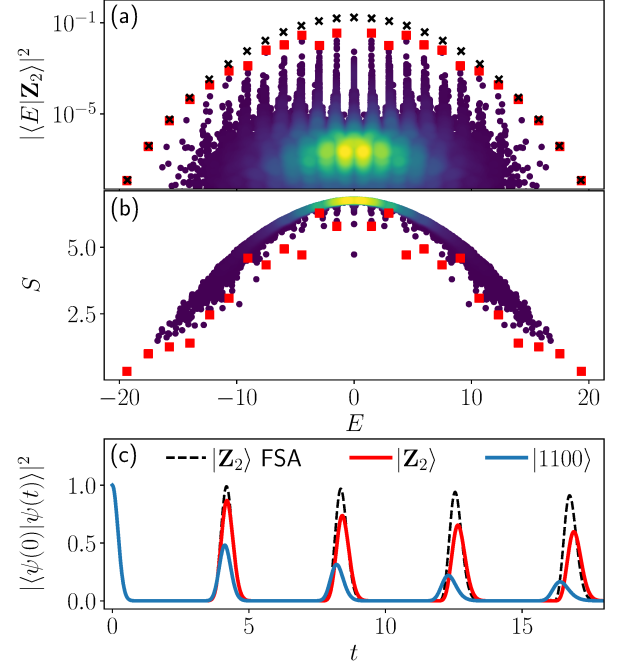 (a)
|⟨E|Z₂⟩|²
10⁻¹
10⁻⁵
(b)
S
5.0
2.5
−20 −10 0 10 20
E
(c) |Z₂⟩ FSA |Z₂⟩ |1100⟩
|⟨ψ(0)|ψ(t)⟩|²
1.0
0.5
0.0
0 5 10 15
t